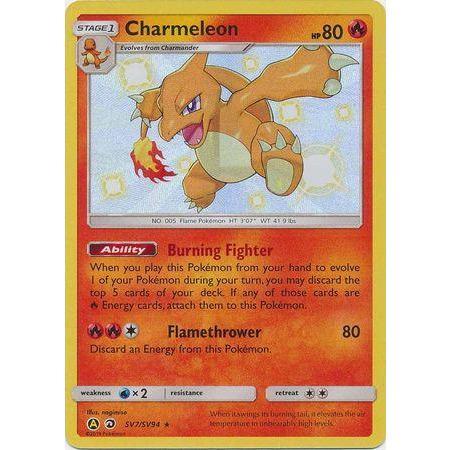 STAGE1
Charmeleon
HP80
Evolves from Charmander
NO. 005 Flame Pokémon HT 3'07" WT 41.9 lbs
Ability Burning Fighter
When you play this Pokémon from your hand to evolve
1 of your Pokémon during your turn, you may discard the
top 5 cards of your deck. If any of those cards are
Energy cards, attach them to this Pokémon.
Flamethrower 80
Discard an Energy from this Pokémon.
weakness ×2 resistance retreat
Illus. nagimiso
A SV7/SV94 ★
©2019 Pokémon
When it swings its burning tail, it elevates the air
temperature to unbearably high levels.